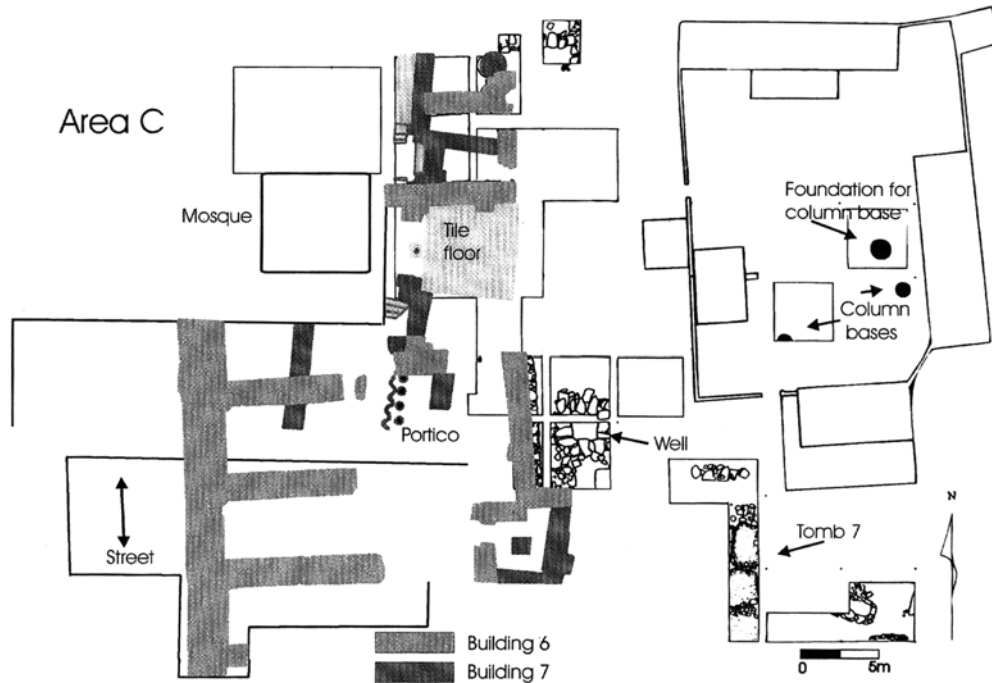 Area C
Mosque
Tile
floor
Foundation for
column base
Column
bases
Portico
Well
Street
N
Tomb 7
Building 6
Building 7
0 5m